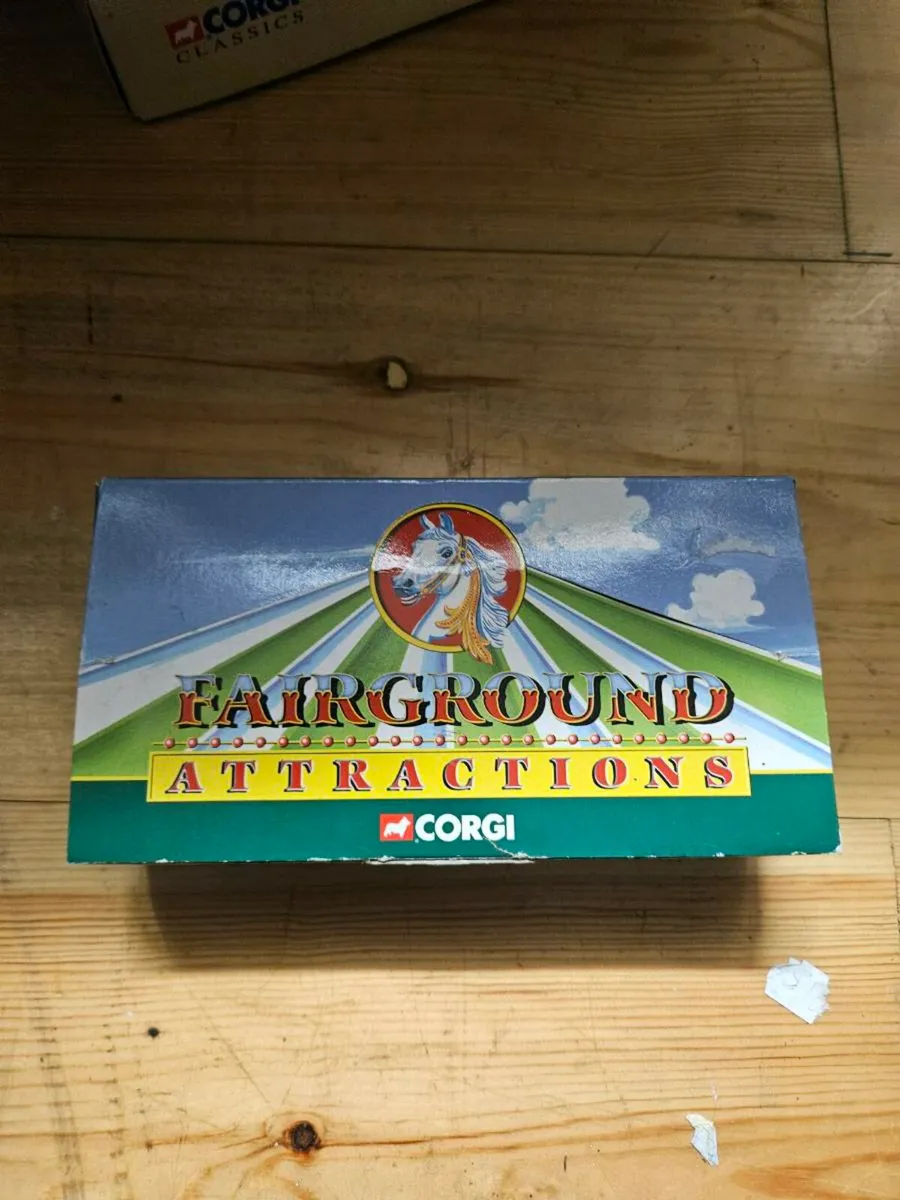 CORGI
CLASSICS
FAIRGROUND
ATTRACTIONS
CORGI